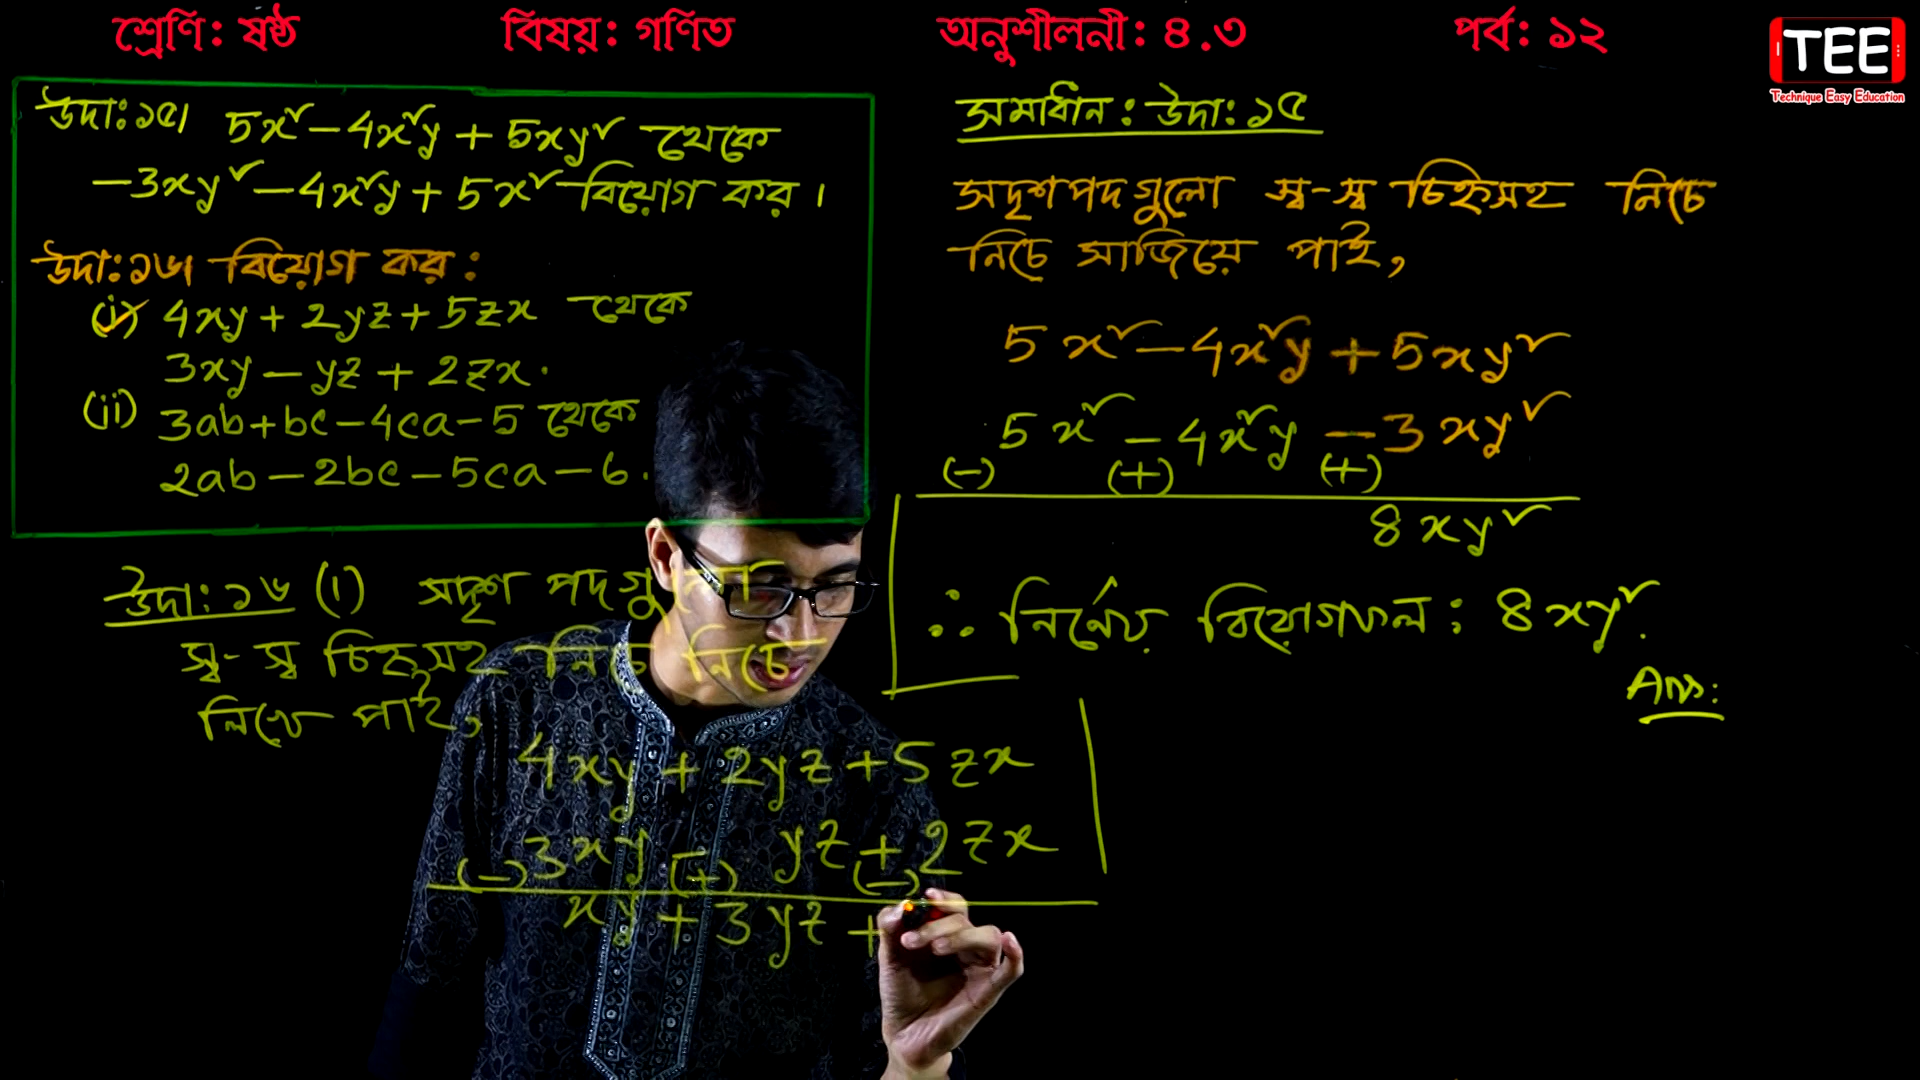 শ্রেণি: ষষ্ঠ বিষয়: গণিত অনুশীলনী: ৪.৩ পর্ব: ১২
TEE
Technique Easy Education
উদা: ১৫। 5x² - 4x²y + 5xy² থেকে
-3xy² - 4x²y + 5x² বিয়োগ কর।
উদা: ১৬। বিয়োগ কর:
(i) 4xy + 2yz + 5zx থেকে
3xy - yz + 2zx.
(ii) 3ab + bc - 4ca - 5 থেকে
2ab - 2bc - 5ca - 6.
উদা: ১৬ (i) সদৃশ পদগুলো
স্ব-স্ব চিহ্নসহ নিচে নিচে
লিখে পাই,
4xy + 2yz + 5zx
3xy yz + 2zx
(-) (+) (-)
xy + 3yz +
সমাধান: উদা: ১৫
সদৃশপদগুলো স্ব-স্ব চিহ্নসহ নিচে
নিচে সাজিয়ে পাই,
5x² - 4x²y + 5xy²
5x² - 4x²y - 3xy²
(-) (+) (+)
8xy²
∴ নির্ণেয় বিয়োগফল: 8xy².
Ans: